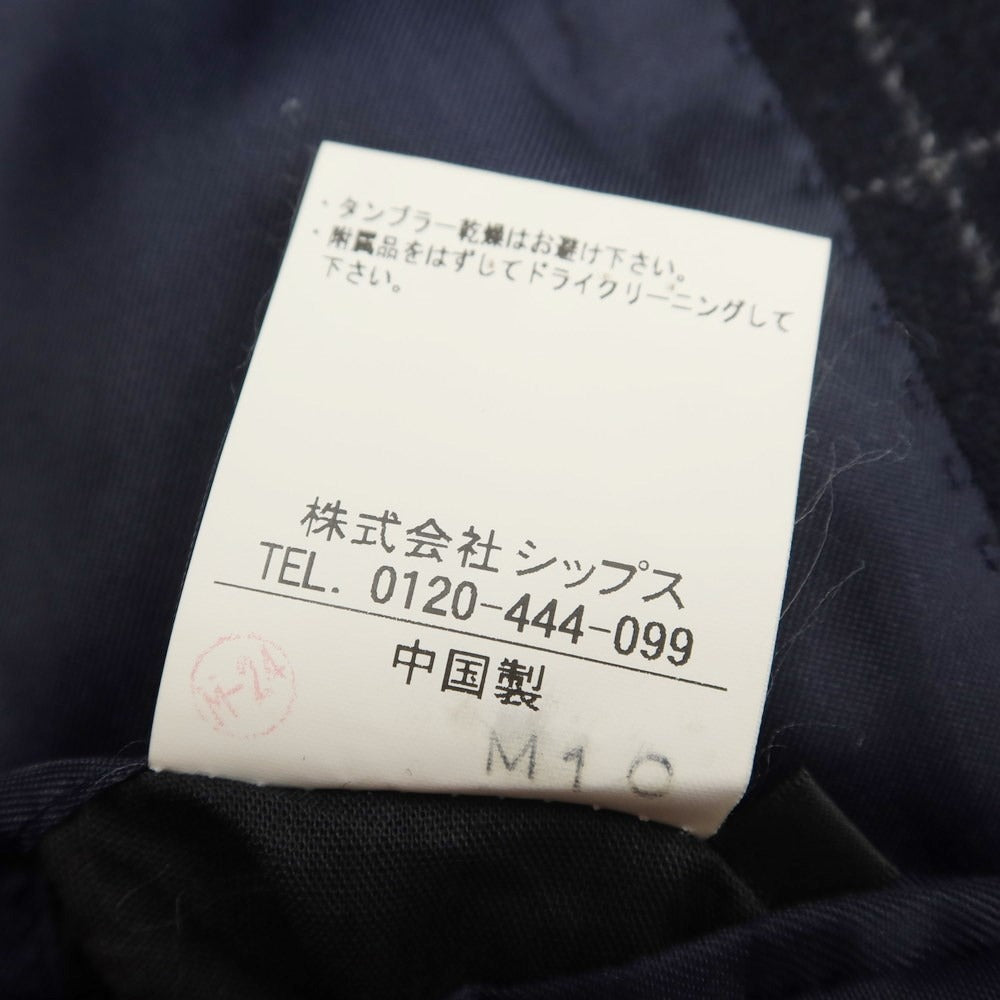 ・タンブラー乾燥はお避け下さい。
・附属品をはずしてドライクリーニングして
下さい。
株式会社 シップス
TEL. 0120-444-099
中国製
M-24
M10